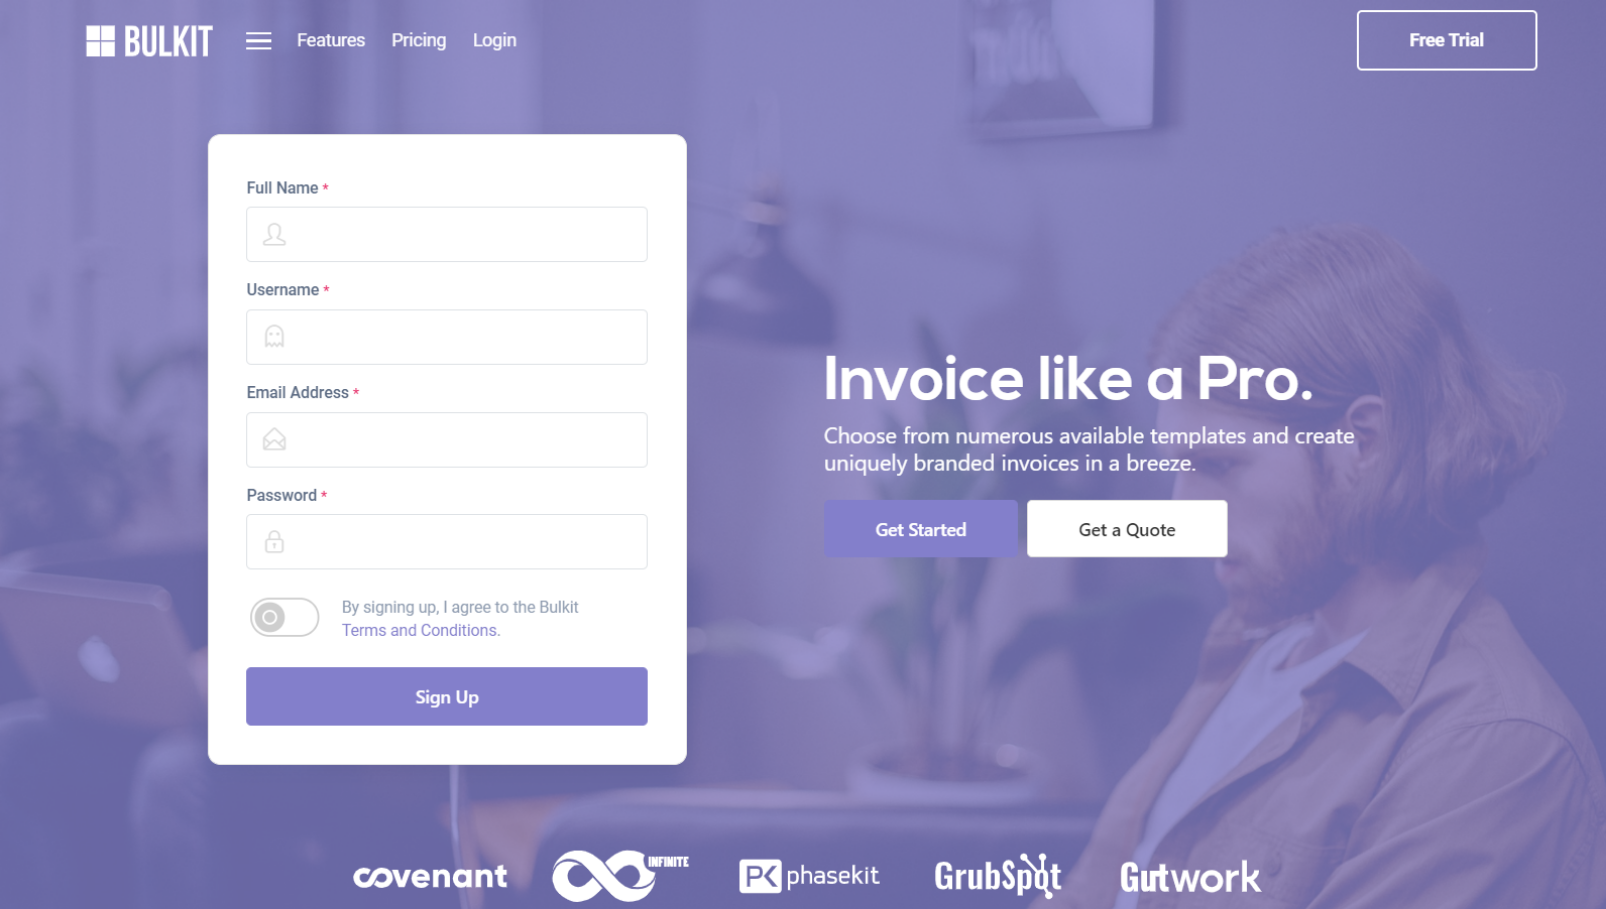 BULKIT
Features
Pricing
Login
Free Trial
Full Name *
Username *
Email Address *
Password *
By signing up, I agree to the Bulkit
Terms and Conditions.
Sign Up
Invoice like a Pro.
Choose from numerous available templates and create
uniquely branded invoices in a breeze.
Get Started
Get a Quote
covenant
INFINITE
PK phasekit
GrubSpot
Gutwork